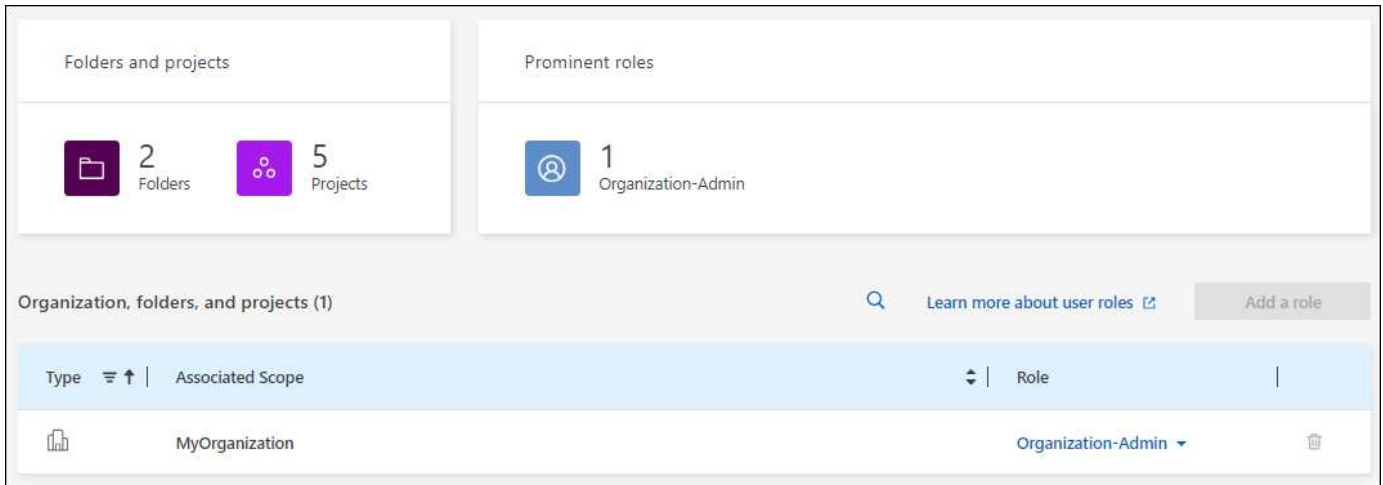 Folders and projects
Prominent roles
2
Folders
5
Projects
1
Organization-Admin
Organization, folders, and projects (1)
Learn more about user roles
Add a role
Type
Associated Scope
Role
MyOrganization
Organization-Admin